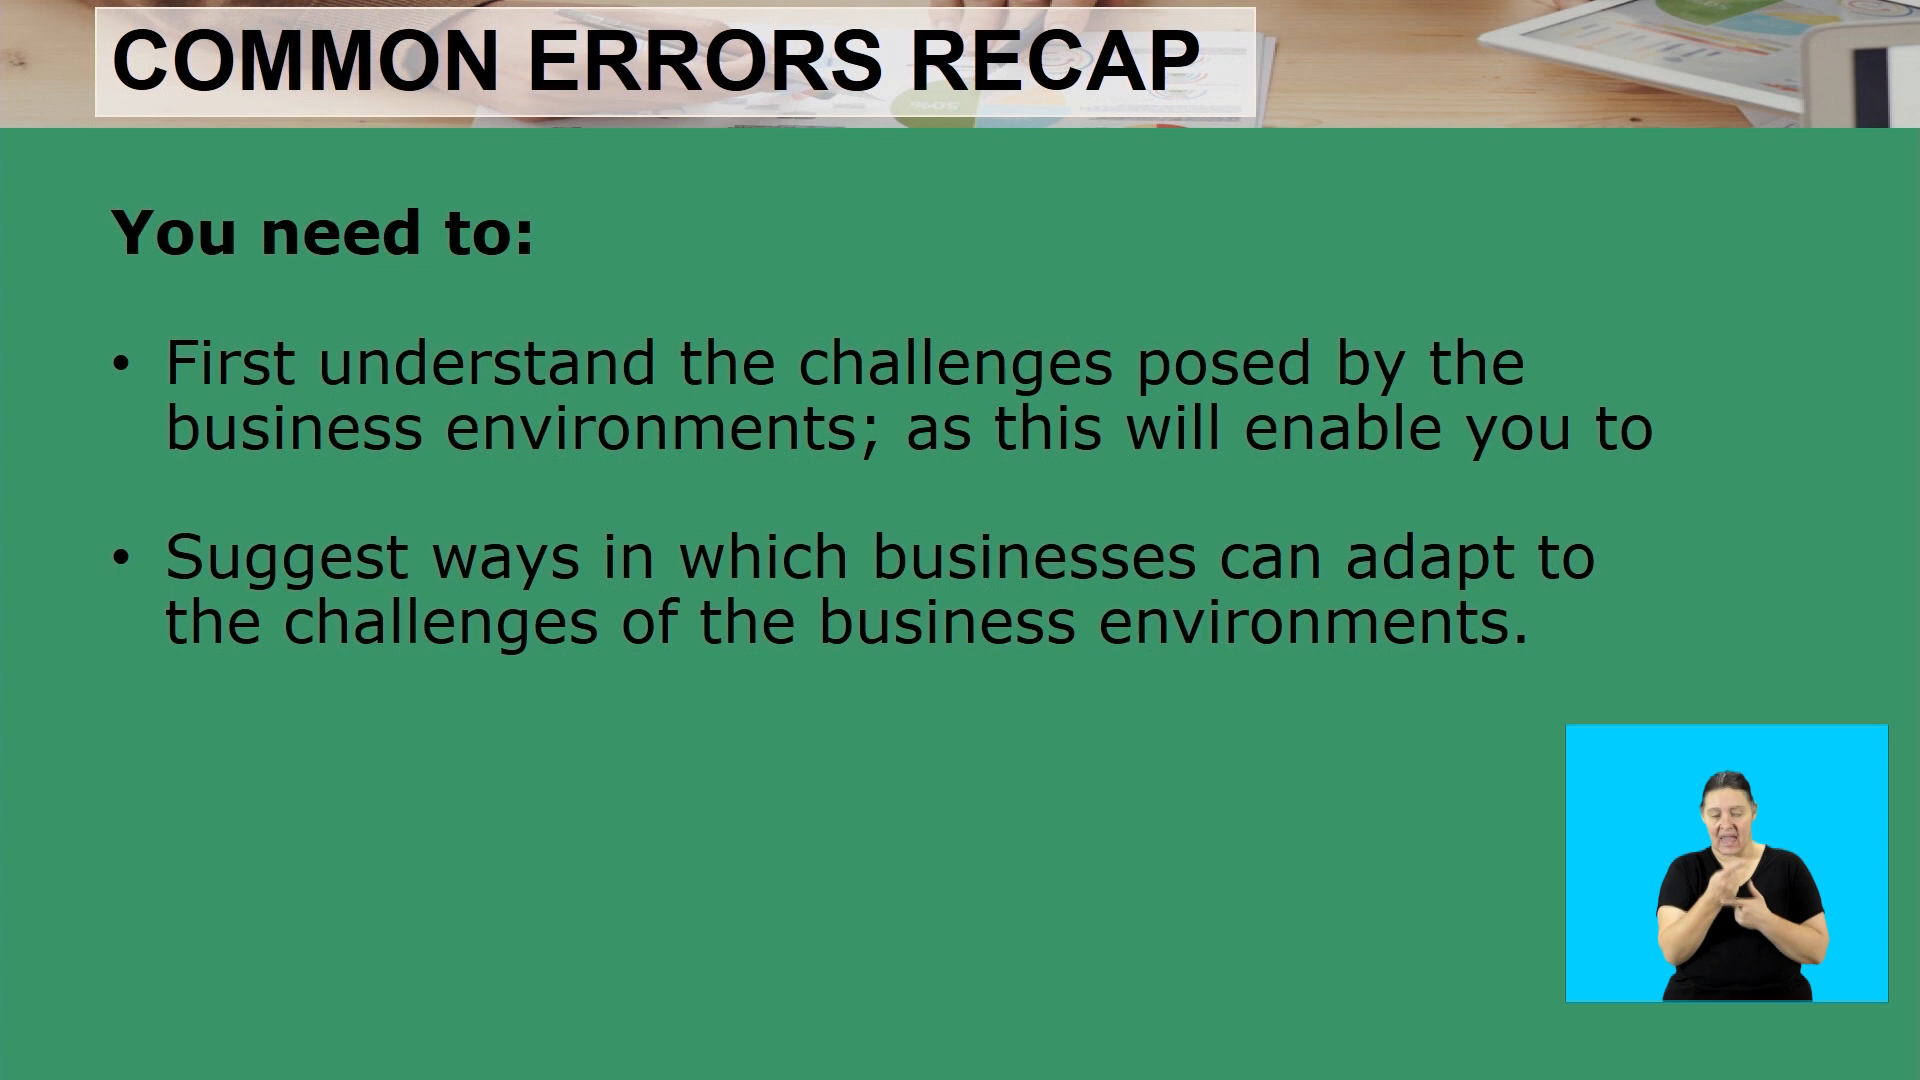 COMMON ERRORS RECAP
You need to:
• First understand the challenges posed by the
business environments; as this will enable you to
• Suggest ways in which businesses can adapt to
the challenges of the business environments.